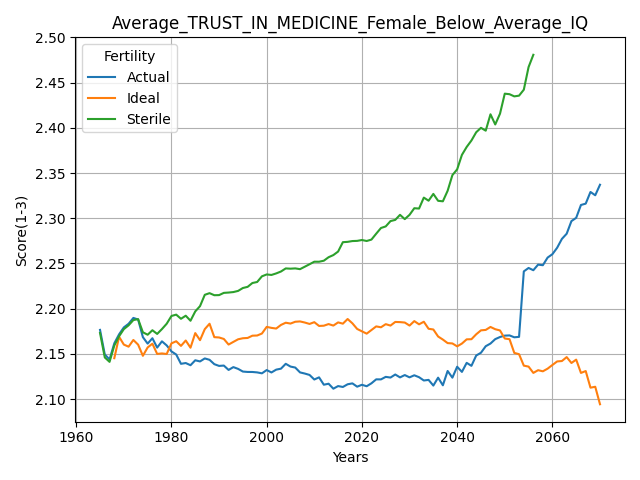 Average_TRUST_IN_MEDICINE_Female_Below_Average_IQ
Fertility
Actual
Ideal
Sterile
Score(1-3)
2.50
2.45
2.40
2.35
2.30
2.25
2.20
2.15
2.10
1960
1980
2000
2020
2040
2060
Years